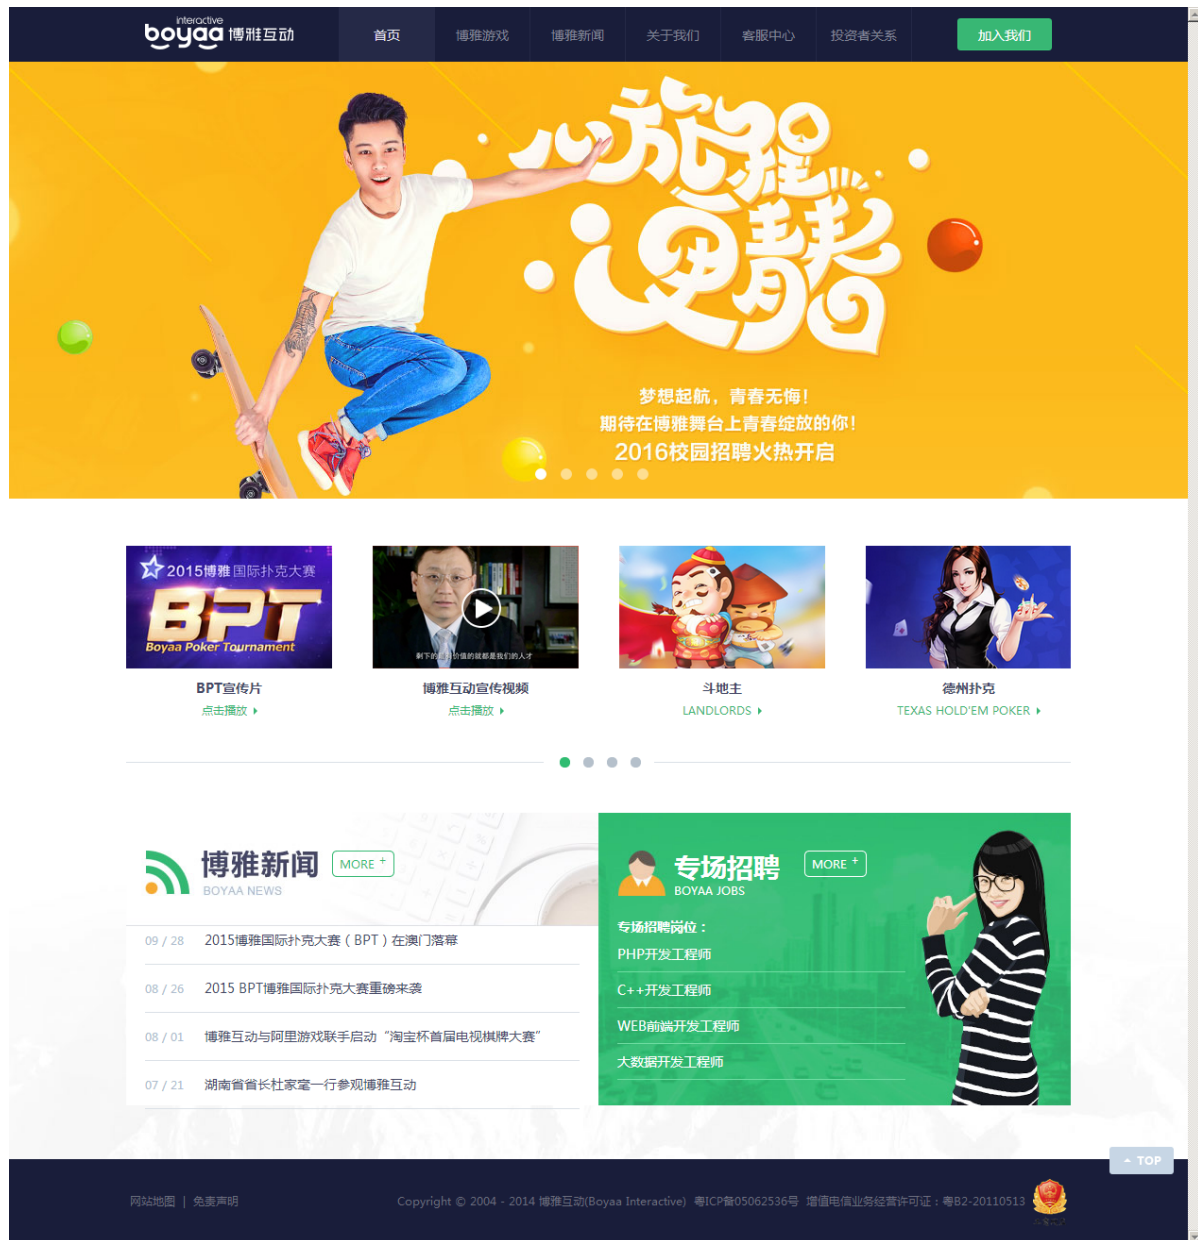 interactive
boyaa 博雅互动
首页
博雅游戏
博雅新闻
关于我们
客服中心
投资者关系
加入我们
心旅程
更青春
梦想起航，青春无悔！
期待在博雅舞台上青春绽放的你！
2016校园招聘火热开启
2015博雅国际扑克大赛
BPT
Boyaa Poker Tournament
BPT宣传片
点击播放
博雅互动宣传视频
点击播放
斗地主
LANDLORDS
德州扑克
TEXAS HOLD'EM POKER
博雅新闻
MORE +
BOYAA NEWS
09 / 28 2015博雅国际扑克大赛（BPT）在澳门落幕
08 / 26 2015 BPT博雅国际扑克大赛重磅来袭
08 / 01 博雅互动与阿里游戏联手启动“淘宝杯首届电视棋牌大赛”
07 / 21 湖南省省长杜家毫一行参观博雅互动
专场招聘
MORE +
BOYAA JOBS
专场招聘岗位：
PHP开发工程师
C++开发工程师
WEB前端开发工程师
大数据开发工程师
TOP
网站地图 | 免责声明
Copyright © 2004 - 2014 博雅互动(Boyaa Interactive) 粤ICP备05062536号 增值电信业务经营许可证：粤B2-20110513